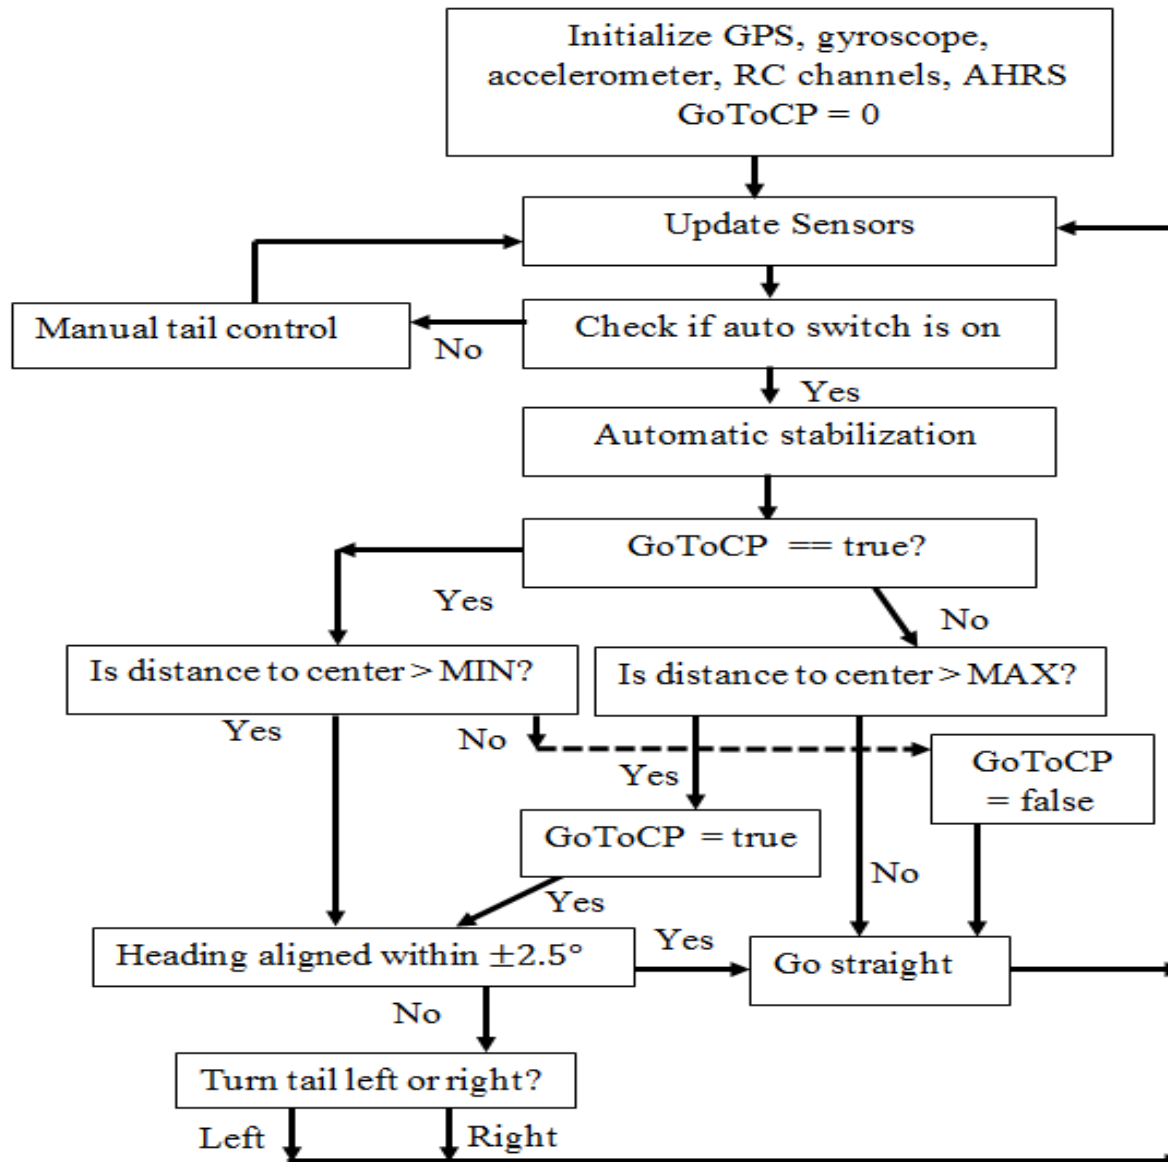 Initialize GPS, gyroscope,
accelerometer, RC channels, AHRS
GoToCP = 0
Update Sensors
Manual tail control
No
Check if auto switch is on
Yes
Automatic stabilization
GoToCP == true?
Yes
No
Is distance to center > MIN?
Is distance to center > MAX?
Yes
No
Yes
GoToCP
= false
GoToCP = true
Yes
No
Heading aligned within ±2.5°
Yes
Go straight
No
Turn tail left or right?
Left
Right